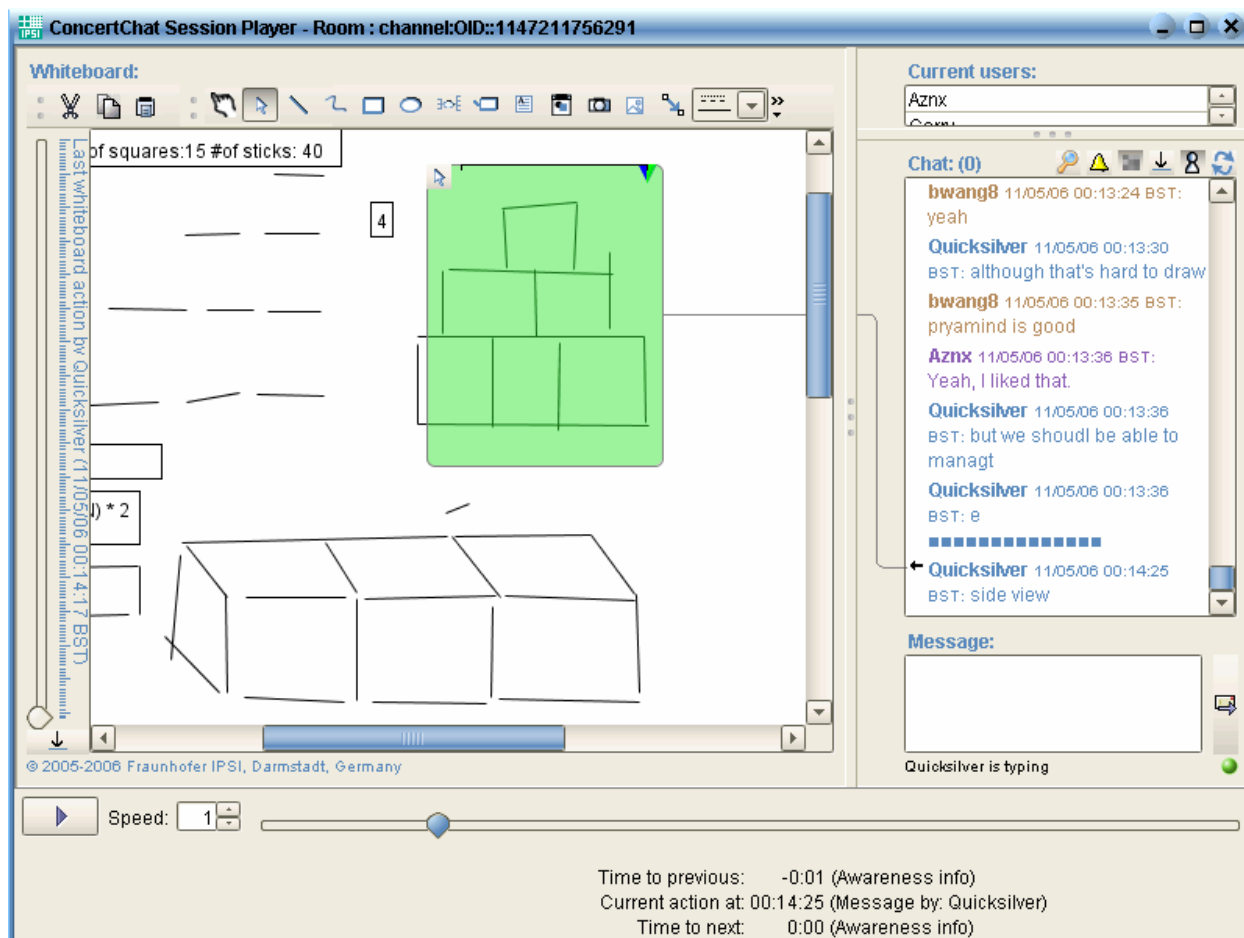 ConcertChat Session Player - Room : channel:OID::1147211756291
Whiteboard:
Last whiteboard action by Quicksilver (11/05/06 00:14:17 BST)
of squares:15 #of sticks: 40
4
N) * 2
© 2005-2006 Fraunhofer IPSI, Darmstadt, Germany
Current users:
Aznx
Chat: (0)
bwang8 11/05/06 00:13:24 BST:
yeah
Quicksilver 11/05/06 00:13:30
BST: although that's hard to draw
bwang8 11/05/06 00:13:35 BST:
pryamind is good
Aznx 11/05/06 00:13:36 BST:
Yeah, I liked that.
Quicksilver 11/05/06 00:13:36
BST: but we shoudl be able to
managt
Quicksilver 11/05/06 00:13:36
BST: e
Quicksilver 11/05/06 00:14:25
BST: side view
Message:
Quicksilver is typing
Speed: 1
Time to previous: -0:01 (Awareness info)
Current action at: 00:14:25 (Message by: Quicksilver)
Time to next: 0:00 (Awareness info)